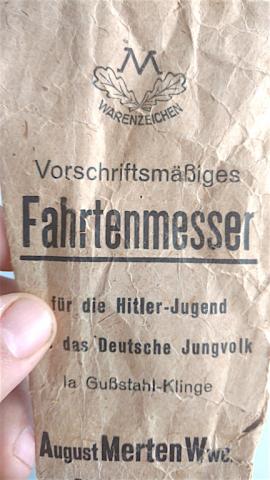 M
WARENZEICHEN
Vorschriftsmäßiges
Fahrtenmesser
für die Hitler-Jugend
das Deutsche Jungvolk
Ia Gußstahl-Klinge
August Merten Wwe.